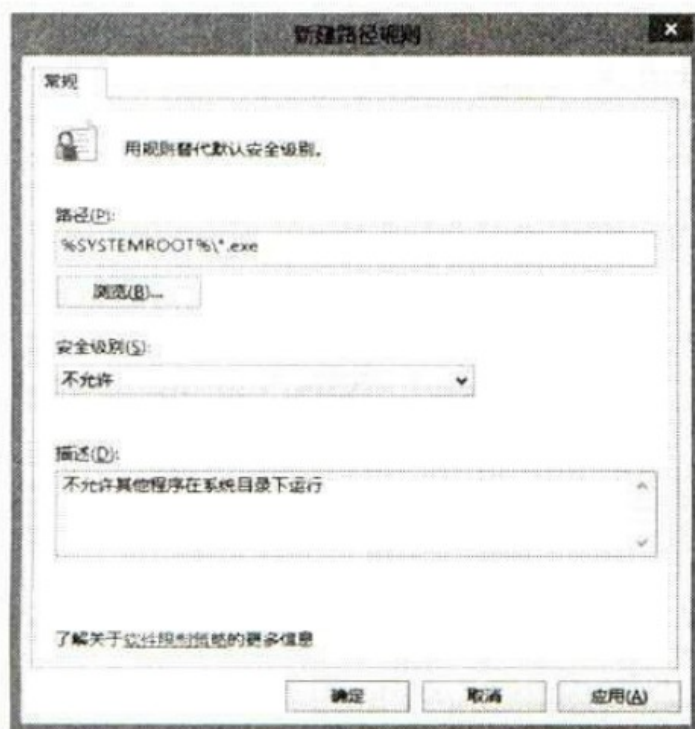 新建路径规则
常规
用规则替代默认安全级别。
路径(P):
%SYSTEMROOT%\*.exe
浏览(B)...
安全级别(S):
不允许
描述(D):
不允许其他程序在系统目录下运行
了解关于软件限制策略的更多信息
确定
取消
应用(A)